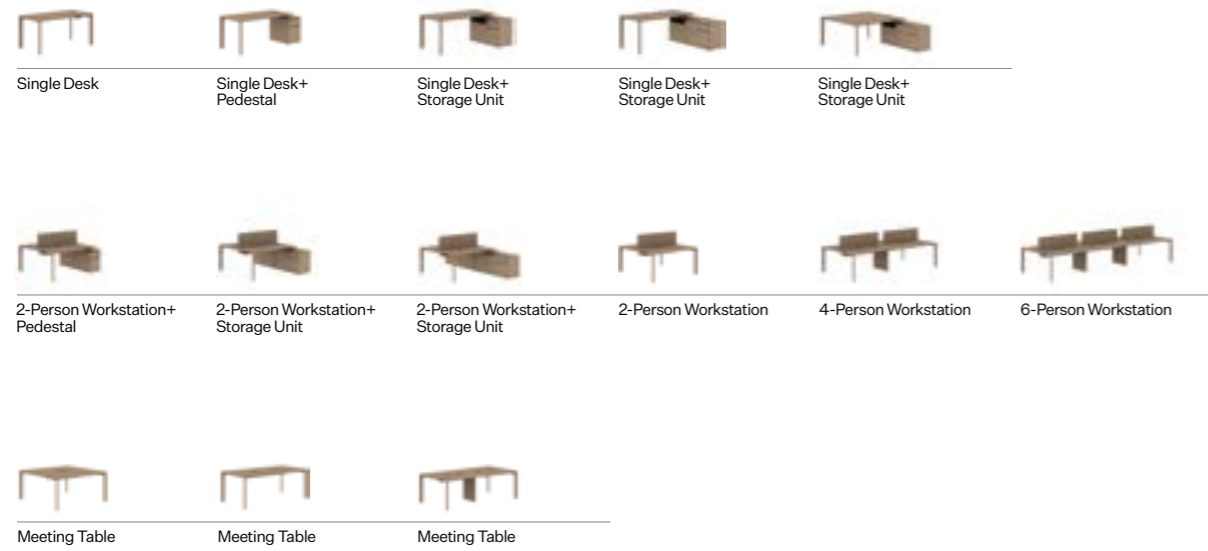 Single Desk
Single Desk+
Pedestal
Single Desk+
Storage Unit
Single Desk+
Storage Unit
Single Desk+
Storage Unit
2-Person Workstation+
Pedestal
2-Person Workstation+
Storage Unit
2-Person Workstation+
Storage Unit
2-Person Workstation
4-Person Workstation
6-Person Workstation
Meeting Table
Meeting Table
Meeting Table